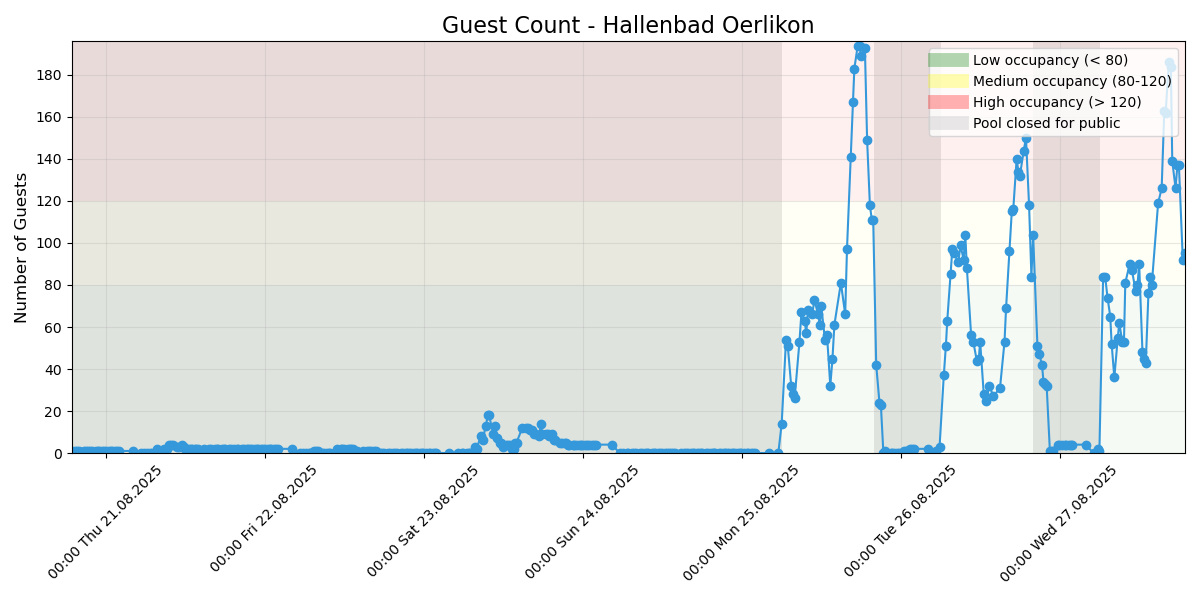 Guest Count - Hallenbad Oerlikon
Number of Guests
180
160
140
120
100
80
60
40
20
0
Low occupancy (< 80)
Medium occupancy (80-120)
High occupancy (> 120)
Pool closed for public
00:00 Thu 21.08.2025
00:00 Fri 22.08.2025
00:00 Sat 23.08.2025
00:00 Sun 24.08.2025
00:00 Mon 25.08.2025
00:00 Tue 26.08.2025
00:00 Wed 27.08.2025